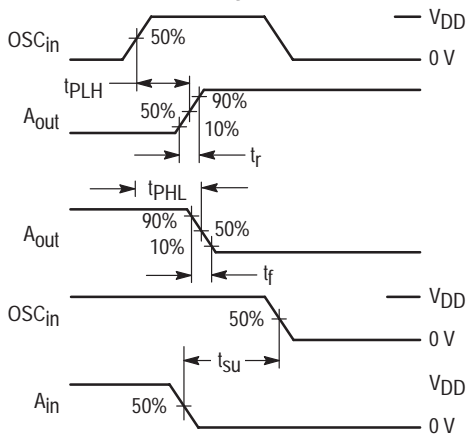 OSCin 50% VDD
0 V
tPLH
50% 90%
Aout 10%
tr
tPHL
90% 50%
Aout 10%
tf
OSCin 50% VDD
0 V
tsu
Ain 50% VDD
0 V